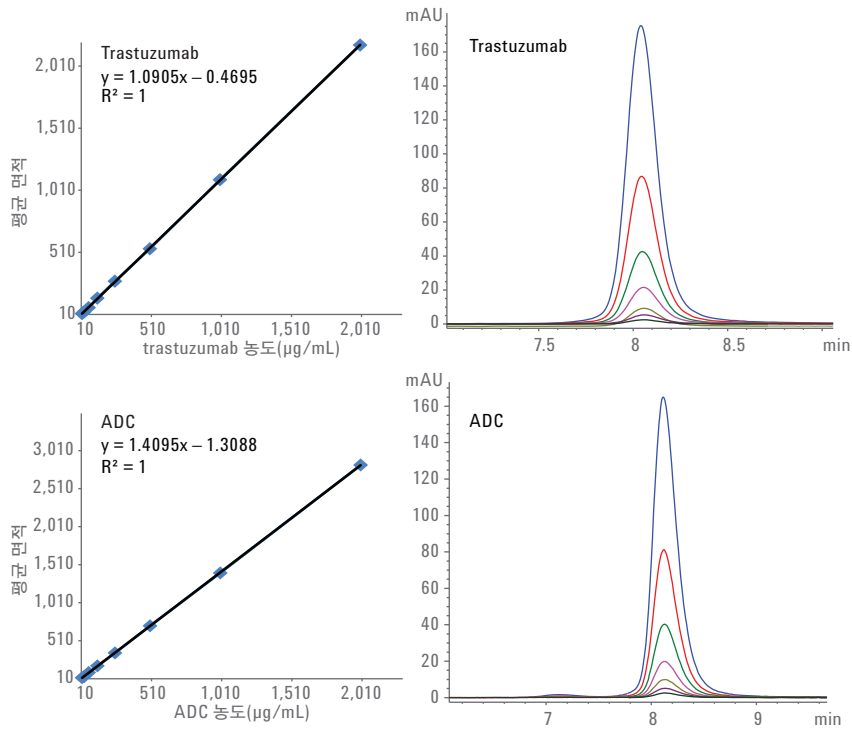 Trastuzumab
y = 1.0905x – 0.4695
R² = 1
평균 면적
2,010
1,510
1,010
510
10
10 510 1,010 1,510 2,010
trastuzumab 농도(µg/mL)
mAU
Trastuzumab
160
140
120
100
80
60
40
20
0
7.5 8 8.5 min
ADC
y = 1.4095x – 1.3088
R² = 1
평균 면적
3,010
2,510
2,010
1,510
1,010
510
10
10 510 1,010 1,510 2,010
ADC 농도(µg/mL)
mAU
ADC
160
140
120
100
80
60
40
20
0
7 8 9 min